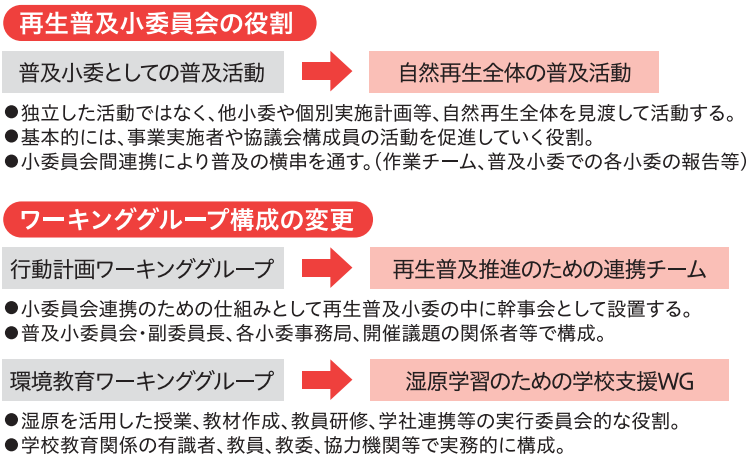 再生普及小委員会の役割
普及小委としての普及活動
自然再生全体の普及活動
●独立した活動ではなく、他小委や個別実施計画等、自然再生全体を見渡して活動する。
●基本的には、事業実施者や協議会構成員の活動を促進していく役割。
●小委員会間連携により普及の横串を通す。(作業チーム、普及小委での各小委の報告等)
ワーキンググループ構成の変更
行動計画ワーキンググループ
再生普及推進のための連携チーム
●小委員会連携のための仕組みとして再生普及小委の中に幹事会として設置する。
●普及小委員会・副委員長、各小委事務局、開催議題の関係者等で構成。
環境教育ワーキンググループ
湿原学習のための学校支援WG
●湿原を活用した授業、教材作成、教員研修、学社連携等の実行委員会的な役割。
●学校教育関係の有識者、教員、教委、協力機関等で実務的に構成。